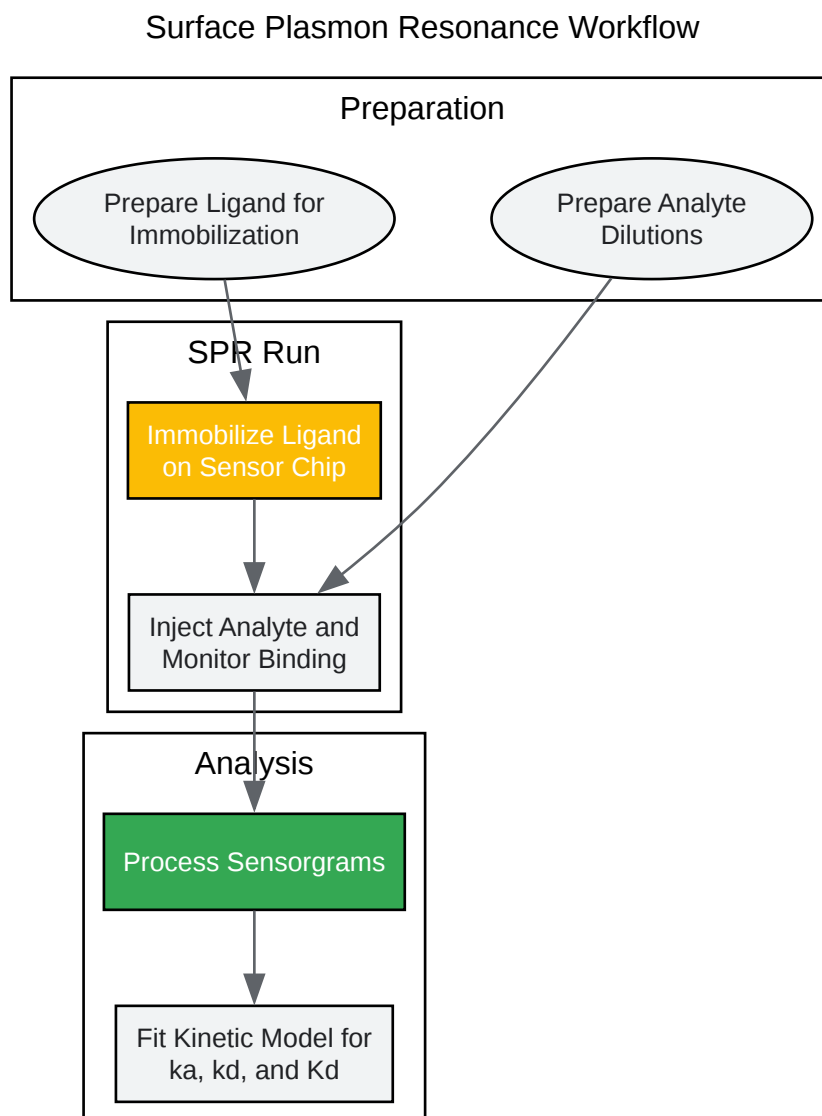 Surface Plasmon Resonance Workflow
Preparation
Prepare Ligand for
Immobilization
Prepare Analyte
Dilutions
SPR Run
Immobilize Ligand
on Sensor Chip
Inject Analyte and
Monitor Binding
Analysis
Process Sensorgrams
Fit Kinetic Model for
ka, kd, and Kd